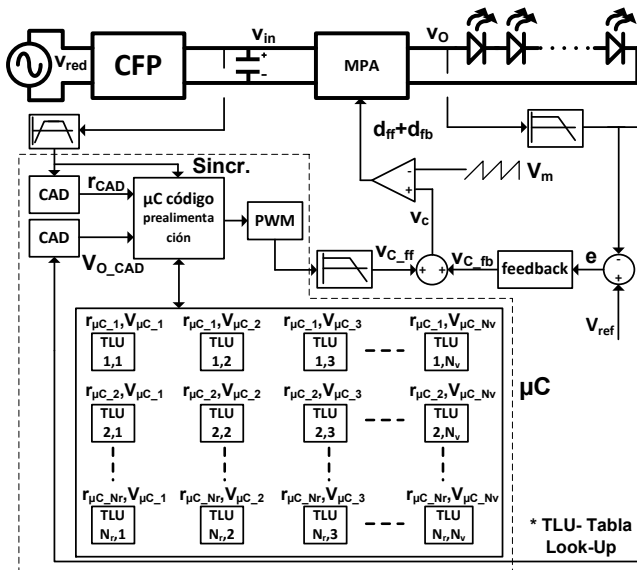 v_red
CFP
v_in
+
-
MPA
v_O
d_ff+d_fb
Sincr.
CAD
r_CAD
µC código
prealimenta
ción
CAD
V_O_CAD
PWM
-
+
V_m
v_c
v_C_ff
+
+
v_C_fb
feedback
e
-
+
V_ref
r_µC_1,V_µC_1
r_µC_1,V_µC_2
r_µC_1,V_µC_3
r_µC_1,V_µC_Nv
TLU
1,1
TLU
1,2
TLU
1,3
TLU
1,N_v
µC
r_µC_2,V_µC_1
r_µC_2,V_µC_2
r_µC_2,V_µC_3
r_µC_2,V_µC_Nv
TLU
2,1
TLU
2,2
TLU
2,3
TLU
2,N_v
r_µC_Nr,V_µC_1
r_µC_Nr,V_µC_2
r_µC_Nr,V_µC_3
r_µC_Nr,V_µC_Nv
TLU
N_r,1
TLU
N_r,2
TLU
N_r,3
TLU
N_r,N_v
* TLU- Tabla
Look-Up